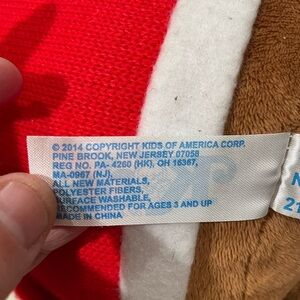 © 2014 COPYRIGHT KIDS OF AMERICA CORP.
PINE BROOK, NEW JERSEY 07058
REG NO. PA- 4260 (HK), OH 16367,
MA-0967 (NJ).
ALL NEW MATERIALS,
POLYESTER FIBERS,
SURFACE WASHABLE,
RECOMMENDED FOR AGES 3 AND UP
MADE IN CHINA
N
21